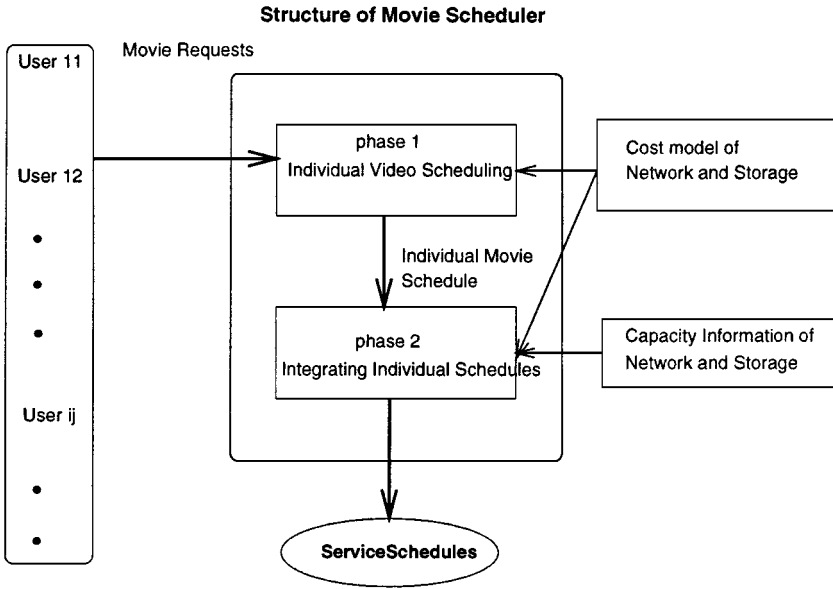 Structure of Movie Scheduler
Movie Requests
User 11
User 12
User ij
phase 1
Individual Video Scheduling
Individual Movie
Schedule
phase 2
Integrating Individual Schedules
Cost model of
Network and Storage
Capacity Information of
Network and Storage
ServiceSchedules